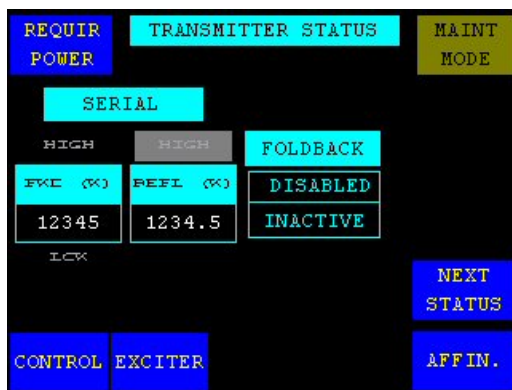 REQUIR
POWER
TRANSMITTER STATUS
MAINT
MODE
SERIAL
HIGH
HIGH
FOLDBACK
REFL (%)
DISABLED
12345
1234.5
INACTIVE
NEXT
STATUS
CONTROL
EXCITER
AFFIN.